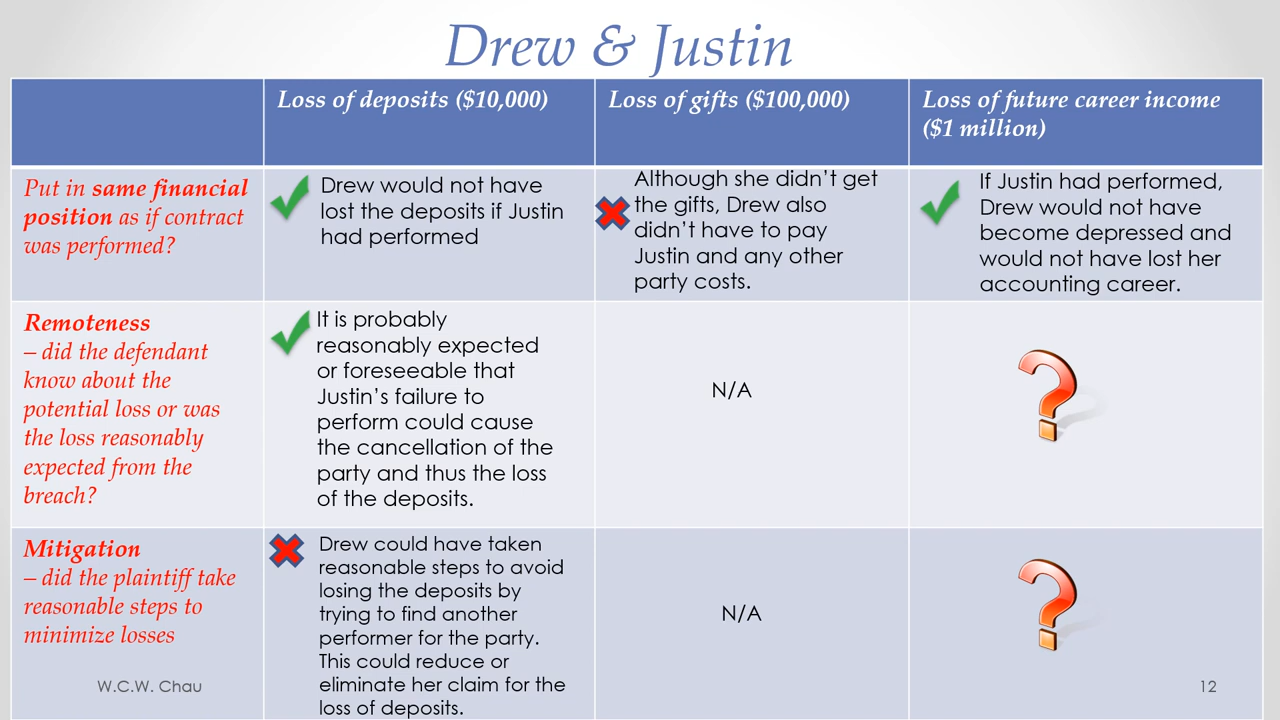 Drew & Justin
Loss of deposits ($10,000)
Loss of gifts ($100,000)
Loss of future career income
($1 million)
Put in same financial
position as if contract
was performed?
Drew would not have
lost the deposits if Justin
had performed
Although she didn't get
the gifts, Drew also
didn't have to pay
Justin and any other
party costs.
If Justin had performed,
Drew would not have
become depressed and
would not have lost her
accounting career.
Remoteness
– did the defendant
know about the
potential loss or was
the loss reasonably
expected from the
breach?
It is probably
reasonably expected
or foreseeable that
Justin's failure to
perform could cause
the cancellation of the
party and thus the loss
of the deposits.
N/A
?
Mitigation
– did the plaintiff take
reasonable steps to
minimize losses
Drew could have taken
reasonable steps to avoid
losing the deposits by
trying to find another
performer for the party.
This could reduce or
eliminate her claim for the
loss of deposits.
N/A
?
W.C.W. Chau
12